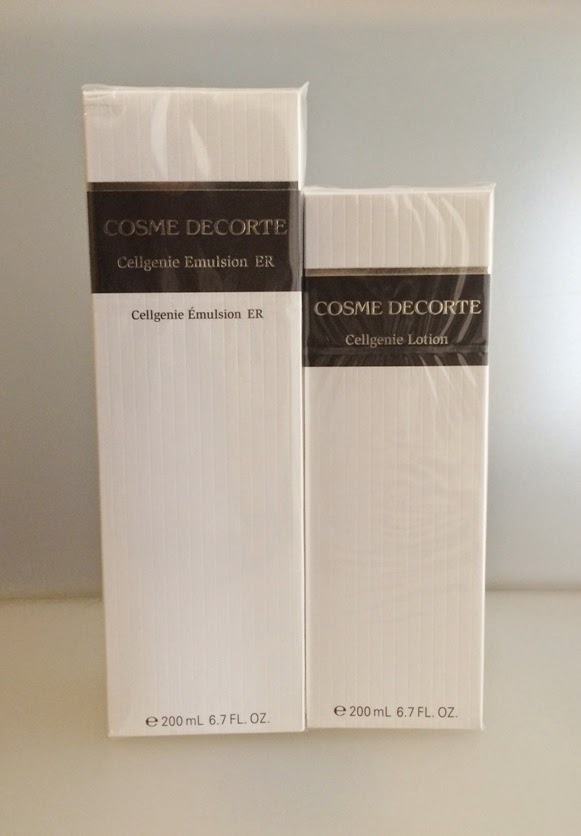 COSME DECORTE
Cellgenie Emulsion ER
Cellgenie Émulsion ER
℮ 200 mL 6.7 FL. OZ.
COSME DECORTE
Cellgenie Lotion
℮ 200 mL 6.7 FL. OZ.